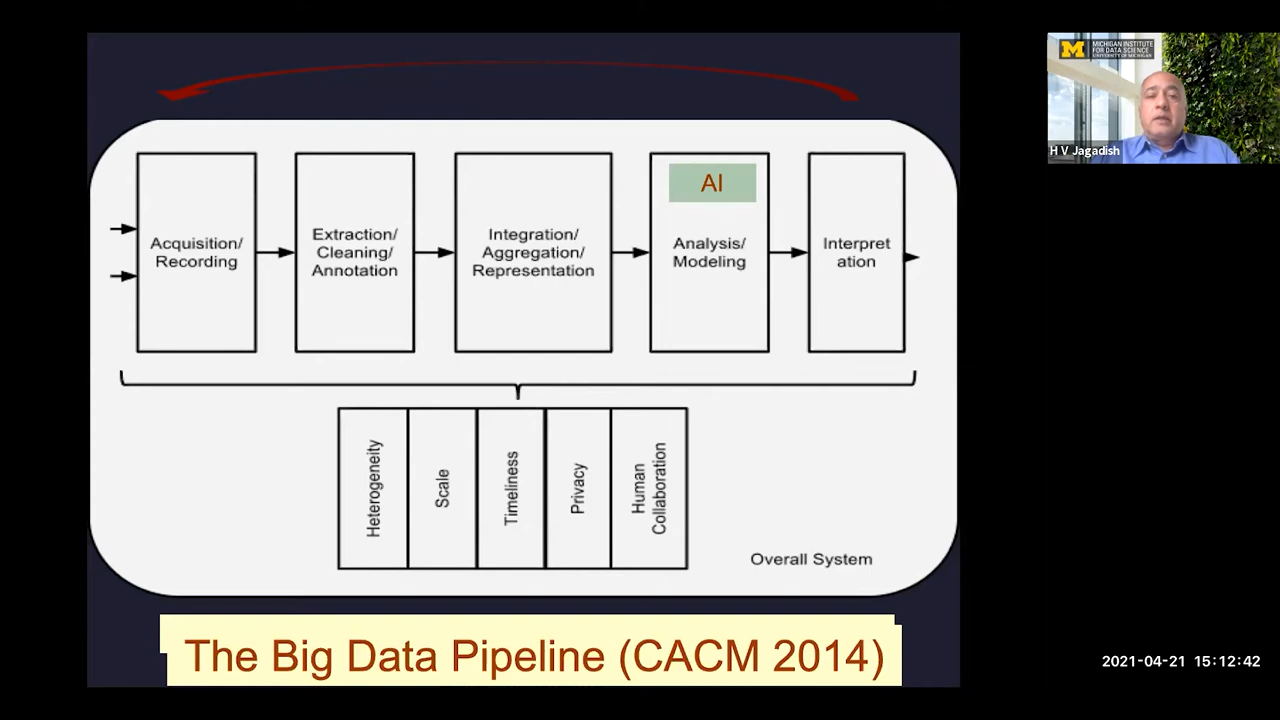 AI
Acquisition/
Recording
Extraction/
Cleaning/
Annotation
Integration/
Aggregation/
Representation
Analysis/
Modeling
Interpret
ation
Heterogeneity
Scale
Timeliness
Privacy
Human
Collaboration
Overall System
The Big Data Pipeline (CACM 2014)
M
MICHIGAN INSTITUTE
FOR DATA SCIENCE
UNIVERSITY OF MICHIGAN
H V Jagadish
2021-04-21 15:12:42